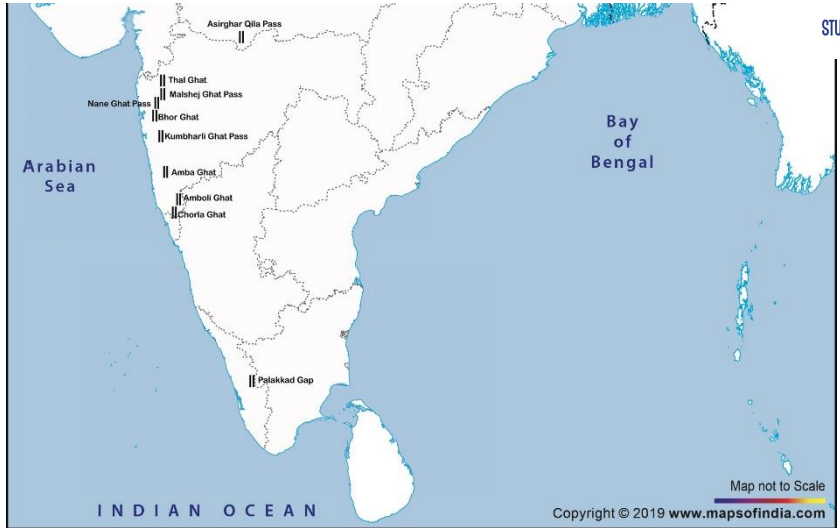 Asirghar Qila Pass
STU
Thal Ghat
Malshej Ghat Pass
Nane Ghat Pass
Bhor Ghat
Kumbharli Ghat Pass
Bay
of
Bengal
Arabian
Sea
Amba Ghat
Amboli Ghat
Chorla Ghat
Palakkad Gap
Map not to Scale
INDIAN OCEAN
Copyright © 2019 www.mapsofindia.com